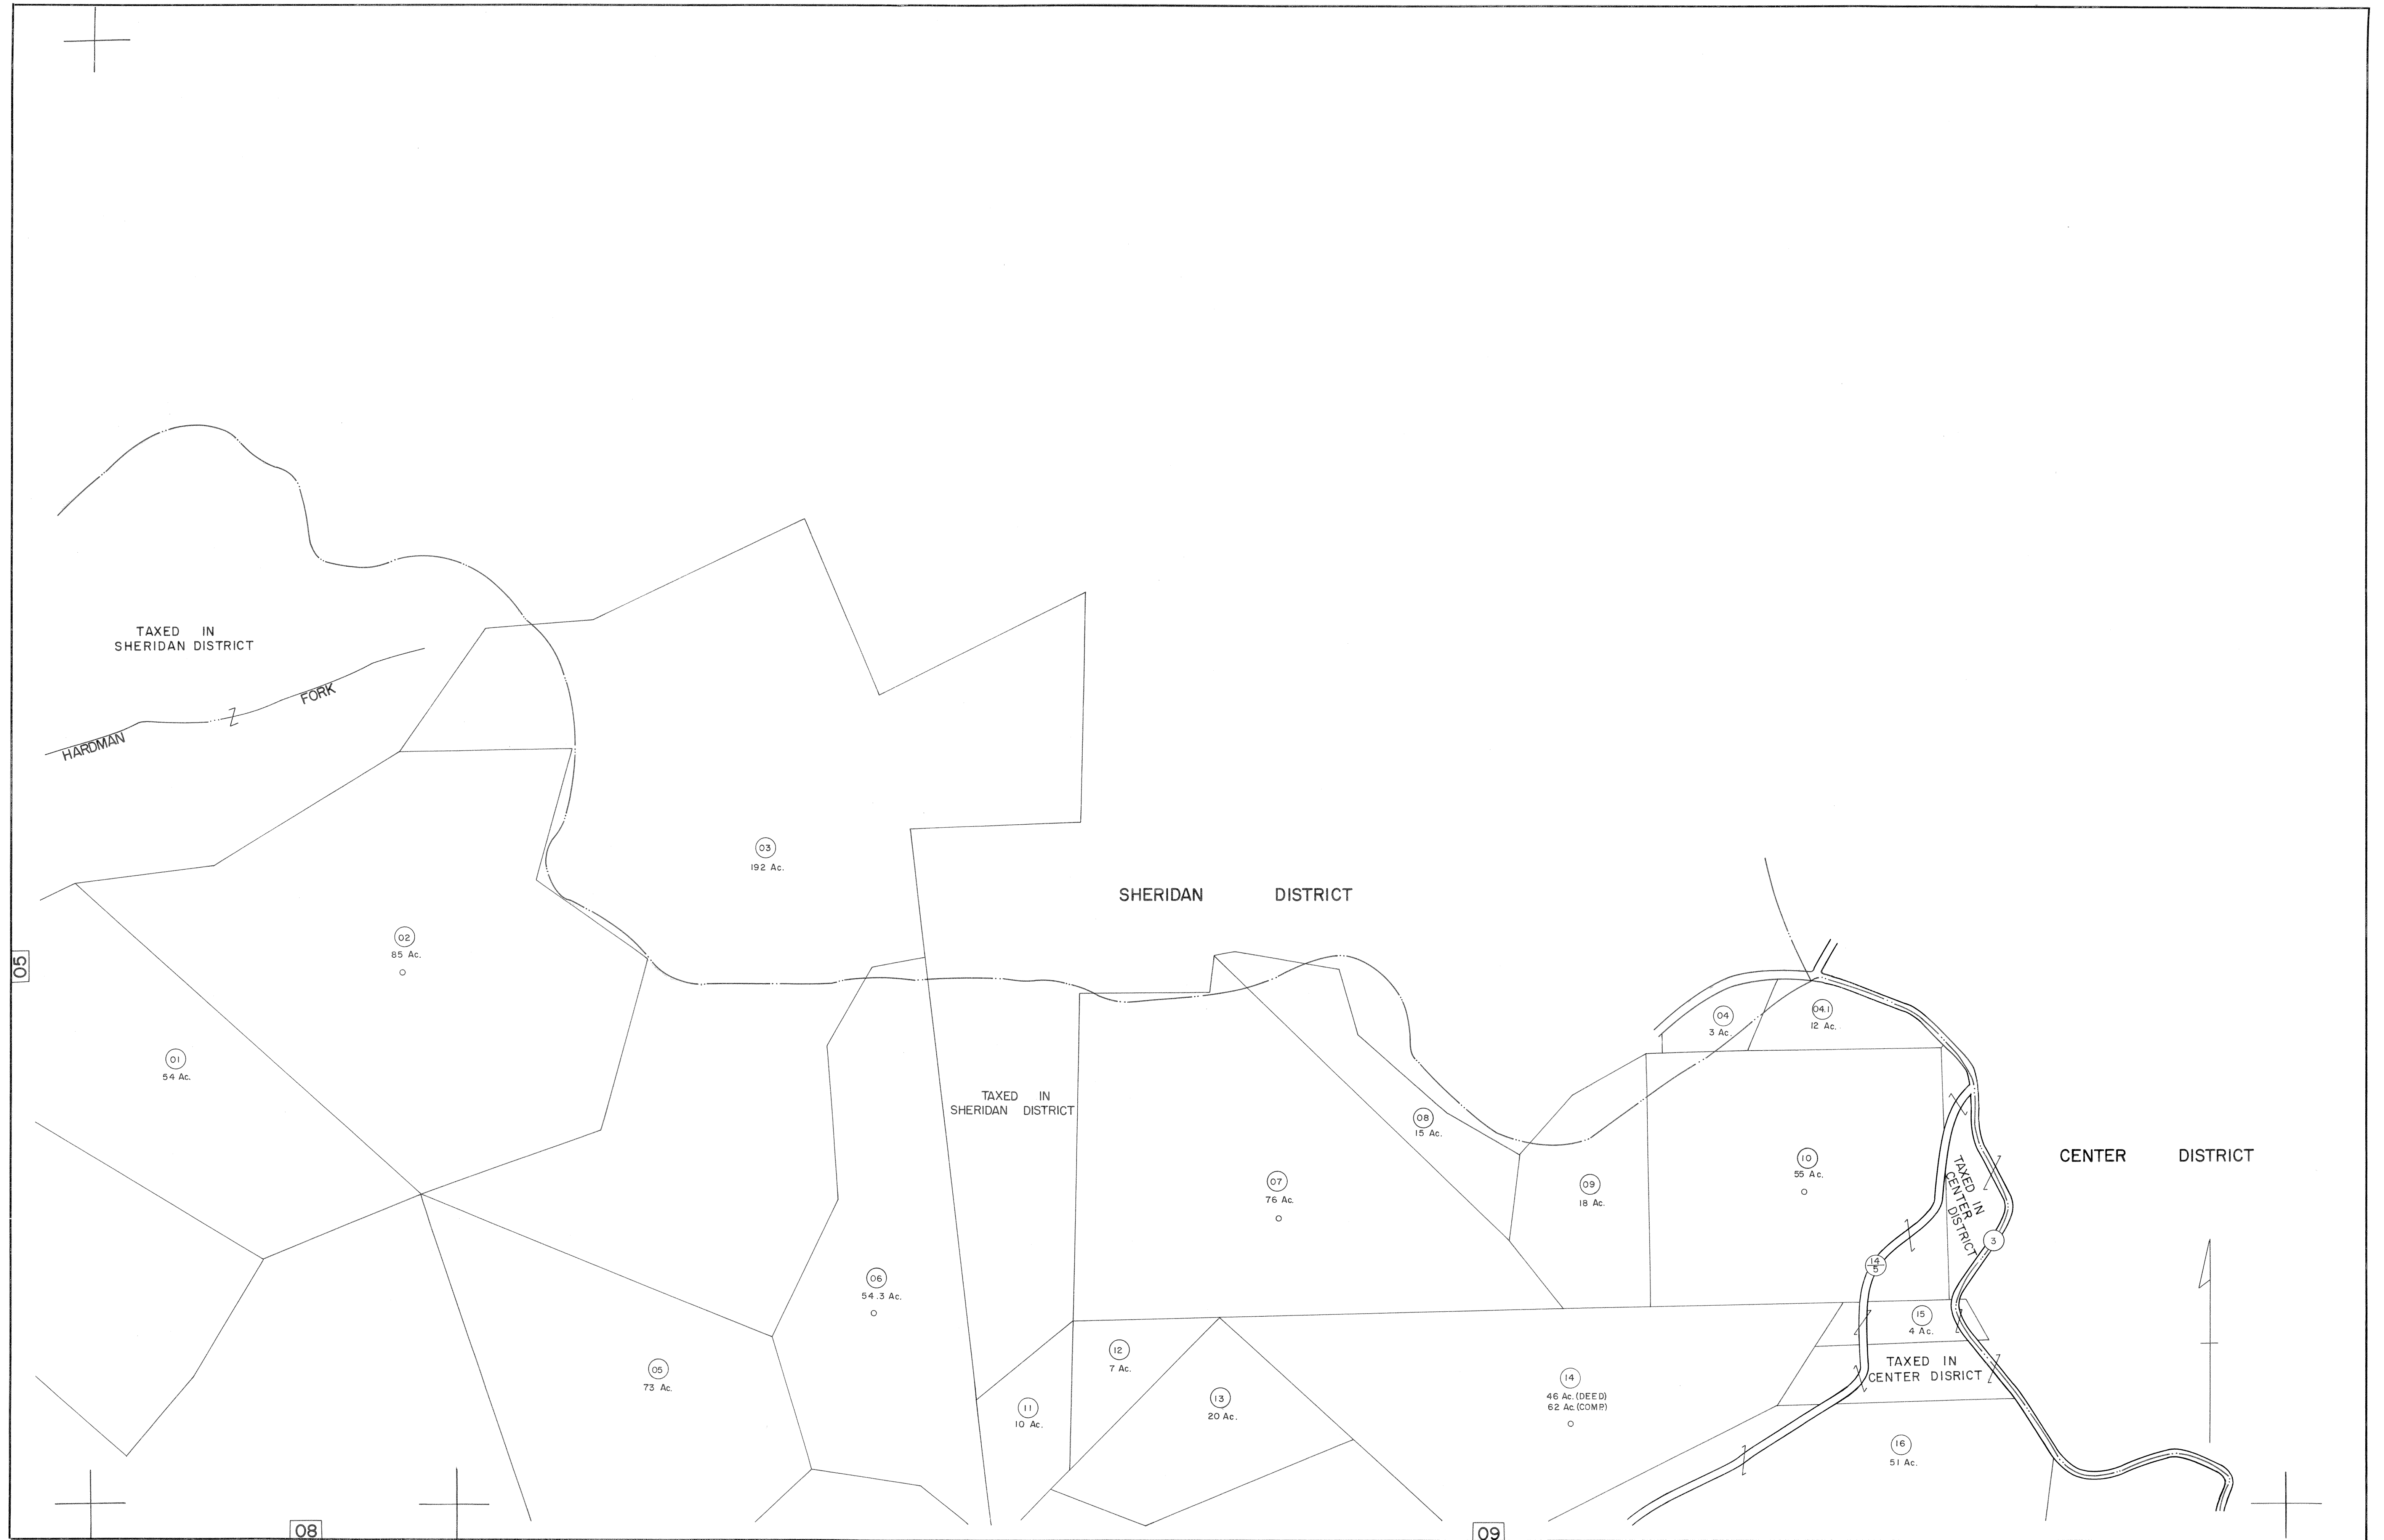 TAXED IN
SHERIDAN DISTRICT
HARDMAN FORK
03
192 Ac.
SHERIDAN DISTRICT
02
85 Ac.
05
01
54 Ac.
04
3 Ac.
04.1
12 Ac.
TAXED IN
SHERIDAN DISTRICT
08
15 Ac.
07
76 Ac.
09
18 Ac.
10
55 Ac.
TAXED IN
CENTER
DISTRICT
CENTER DISTRICT
3
14
5
06
54.3 Ac.
15
4 Ac.
12
7 Ac.
05
73 Ac.
TAXED IN
CENTER DISRICT
14
46 Ac. (DEED)
62 Ac. (COMP.)
11
10 Ac.
13
20 Ac.
16
51 Ac.
08
09